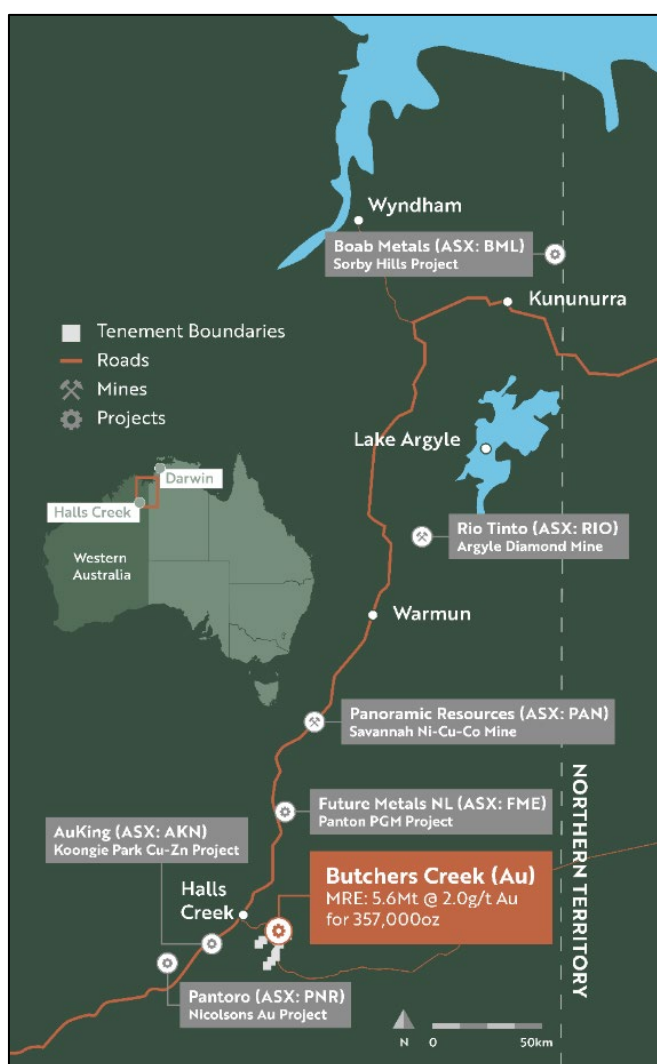 Wyndham
Boab Metals (ASX: BML)
Sorby Hills Project
Kununurra
Tenement Boundaries
Roads
Mines
Projects
Lake Argyle
Darwin
Halls Creek
Western
Australia
Rio Tinto (ASX: RIO)
Argyle Diamond Mine
Warmun
Panoramic Resources (ASX: PAN)
Savannah Ni-Cu-Co Mine
NORTHERN TERRITORY
Future Metals NL (ASX: FME)
Panton PGM Project
AuKing (ASX: AKN)
Koongie Park Cu-Zn Project
Butchers Creek (Au)
MRE: 5.6Mt @ 2.0g/t Au
for 357,000oz
Halls
Creek
Pantoro (ASX: PNR)
Nicolsons Au Project
N
0
50km